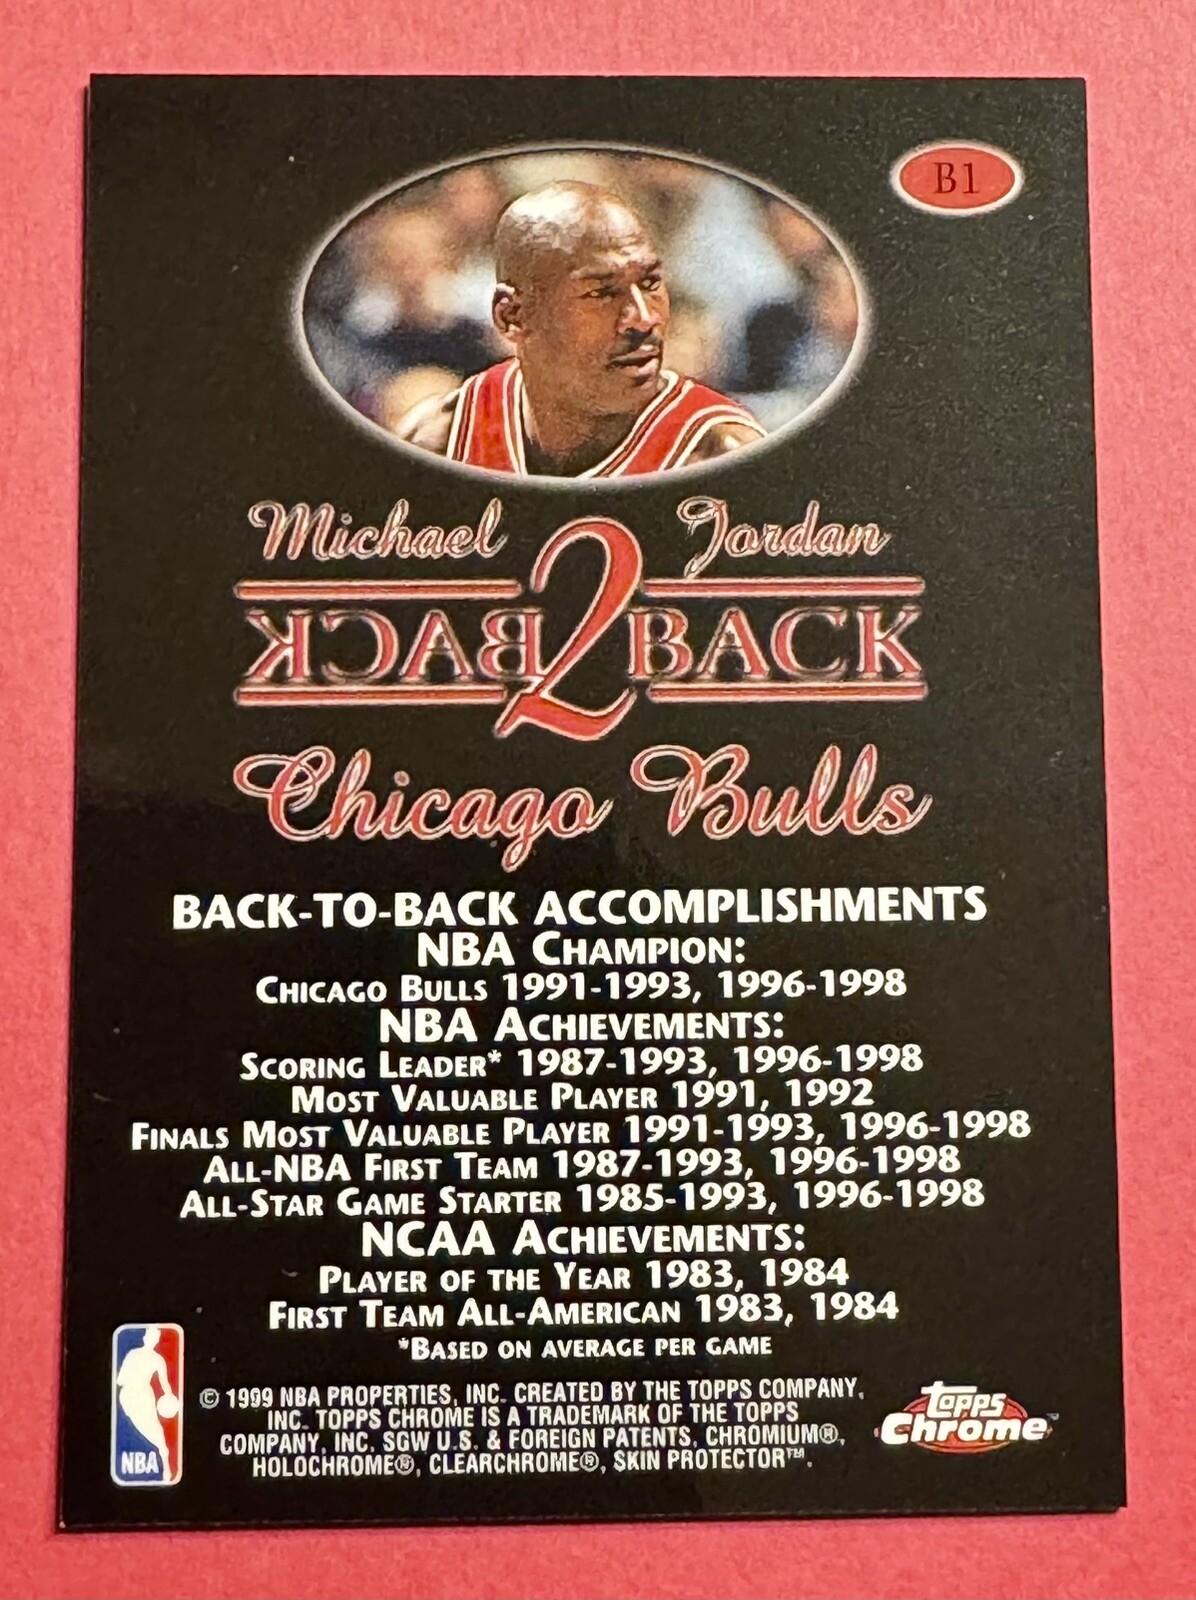 B1
Michael Jordan
BACK 2 BACK
Chicago Bulls
BACK-TO-BACK ACCOMPLISHMENTS
NBA CHAMPION:
CHICAGO BULLS 1991-1993, 1996-1998
NBA ACHIEVEMENTS:
SCORING LEADER* 1987-1993, 1996-1998
MOST VALUABLE PLAYER 1991, 1992
FINALS MOST VALUABLE PLAYER 1991-1993, 1996-1998
ALL-NBA FIRST TEAM 1987-1993, 1996-1998
ALL-STAR GAME STARTER 1985-1993, 1996-1998
NCAA ACHIEVEMENTS:
PLAYER OF THE YEAR 1983, 1984
FIRST TEAM ALL-AMERICAN 1983, 1984
*BASED ON AVERAGE PER GAME
© 1999 NBA PROPERTIES, INC. CREATED BY THE TOPPS COMPANY,
INC. TOPPS CHROME IS A TRADEMARK OF THE TOPPS
COMPANY, INC. SGW U.S. & FOREIGN PATENTS, CHROMIUM®,
HOLOCHROME®, CLEARCHROME®, SKIN PROTECTOR™.
NBA
Topps
Chrome™